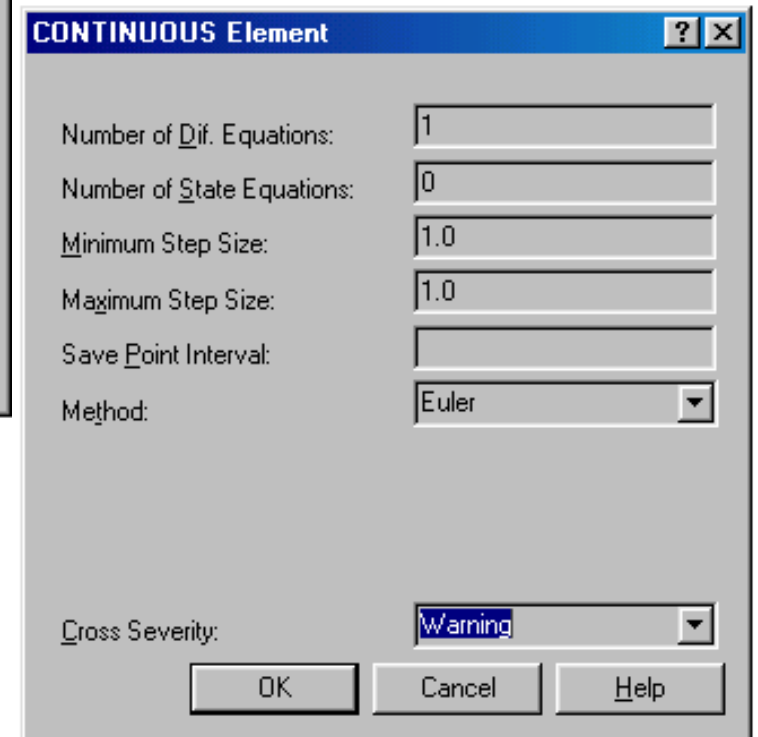 CONTINUOUS Element
Number of Dif. Equations: 1
Number of State Equations: 0
Minimum Step Size: 1.0
Maximum Step Size: 1.0
Save Point Interval:
Method: Euler
Cross Severity: Warning
OK Cancel Help